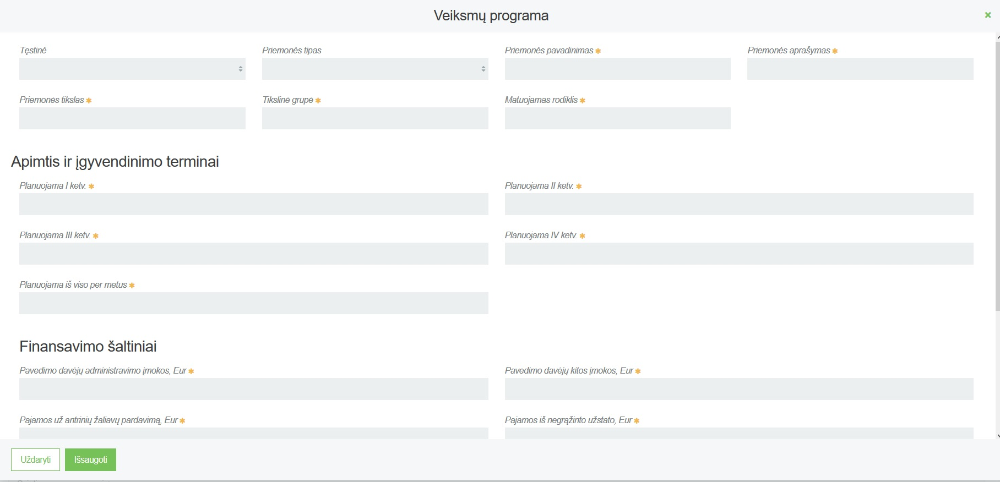 Veiksmų programa
Tęstinė
Priemonės tipas
Priemonės pavadinimas ✱
Priemonės aprašymas ✱
Priemonės tikslas ✱
Tikslinė grupė ✱
Matuojamas rodiklis ✱
Apimtis ir įgyvendinimo terminai
Planuojama I ketv. ✱
Planuojama II ketv. ✱
Planuojama III ketv. ✱
Planuojama IV ketv. ✱
Planuojama iš viso per metus ✱
Finansavimo šaltiniai
Pavedimo davėjų administravimo įmokos, Eur ✱
Pavedimo davėjų kitos įmokos, Eur ✱
Pajamos už antrinių žaliavų pardavimą, Eur ✱
Pajamos iš negrąžinto užstato, Eur ✱
Uždaryti
Išsaugoti